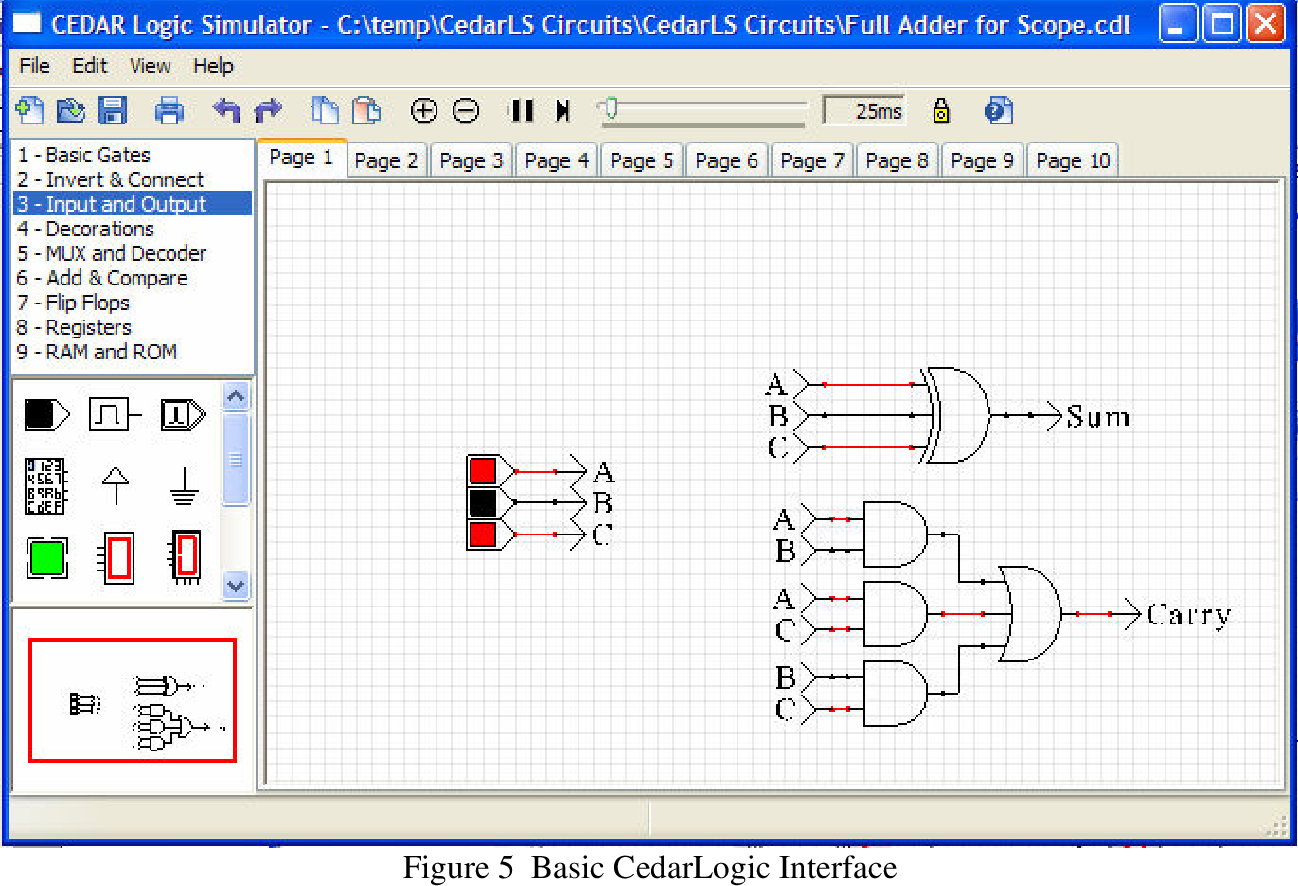 CEDAR Logic Simulator - C:\temp\CedarLS Circuits\CedarLS Circuits\Full Adder for Scope.cdl
File Edit View Help
25ms
1 - Basic Gates
2 - Invert & Connect
3 - Input and Output
4 - Decorations
5 - MUX and Decoder
6 - Add & Compare
7 - Flip Flops
8 - Registers
9 - RAM and ROM
Page 1 Page 2 Page 3 Page 4 Page 5 Page 6 Page 7 Page 8 Page 9 Page 10
A
B
C
A
B
C
Sum
A
B
A
C
B
C
Carry
Figure 5 Basic CedarLogic Interface